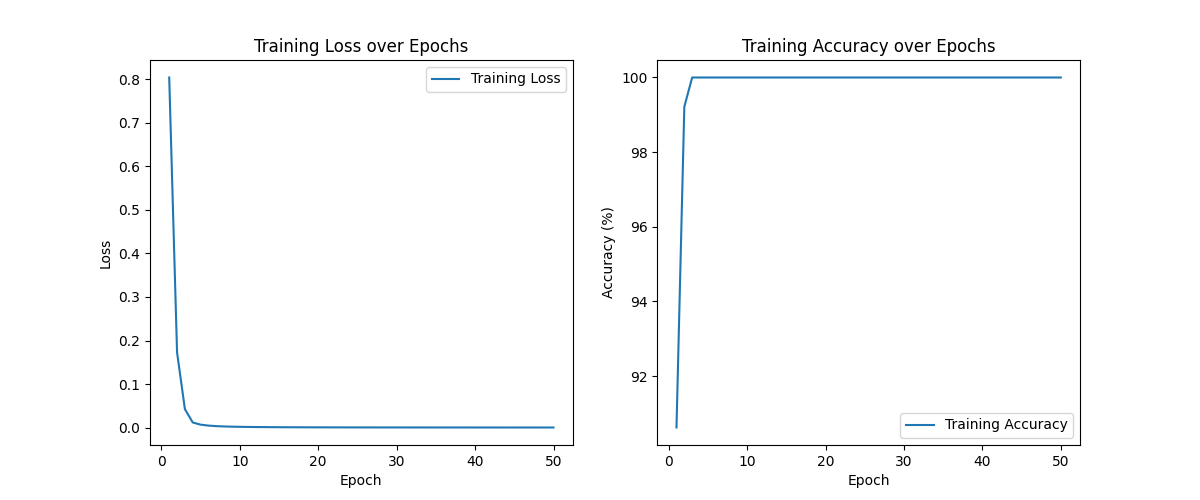 Training Loss over Epochs
Training Loss
0.8
0.7
0.6
0.5
0.4
0.3
0.2
0.1
0.0
Loss
0 10 20 30 40 50
Epoch
Training Accuracy over Epochs
100
98
96
94
92
Accuracy (%)
Training Accuracy
0 10 20 30 40 50
Epoch